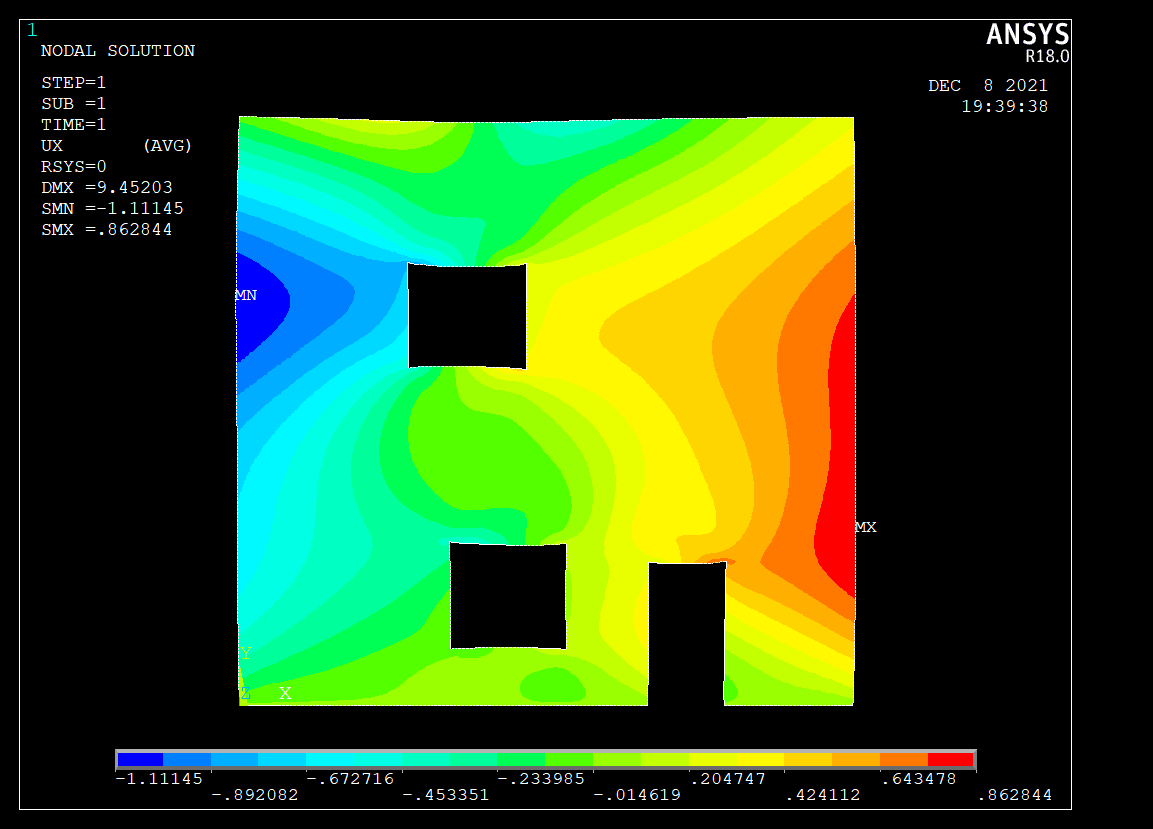 1
ANSYS
R18.0
NODAL SOLUTION
STEP=1
SUB =1
TIME=1
UX (AVG)
RSYS=0
DMX =9.45203
SMN =-1.11145
SMX =.862844
DEC 8 2021
19:39:38
MN
MX
Y
Z X
-1.11145 -.672716 -.233985 .204747 .643478
-.892082 -.453351 -.014619 .424112 .862844